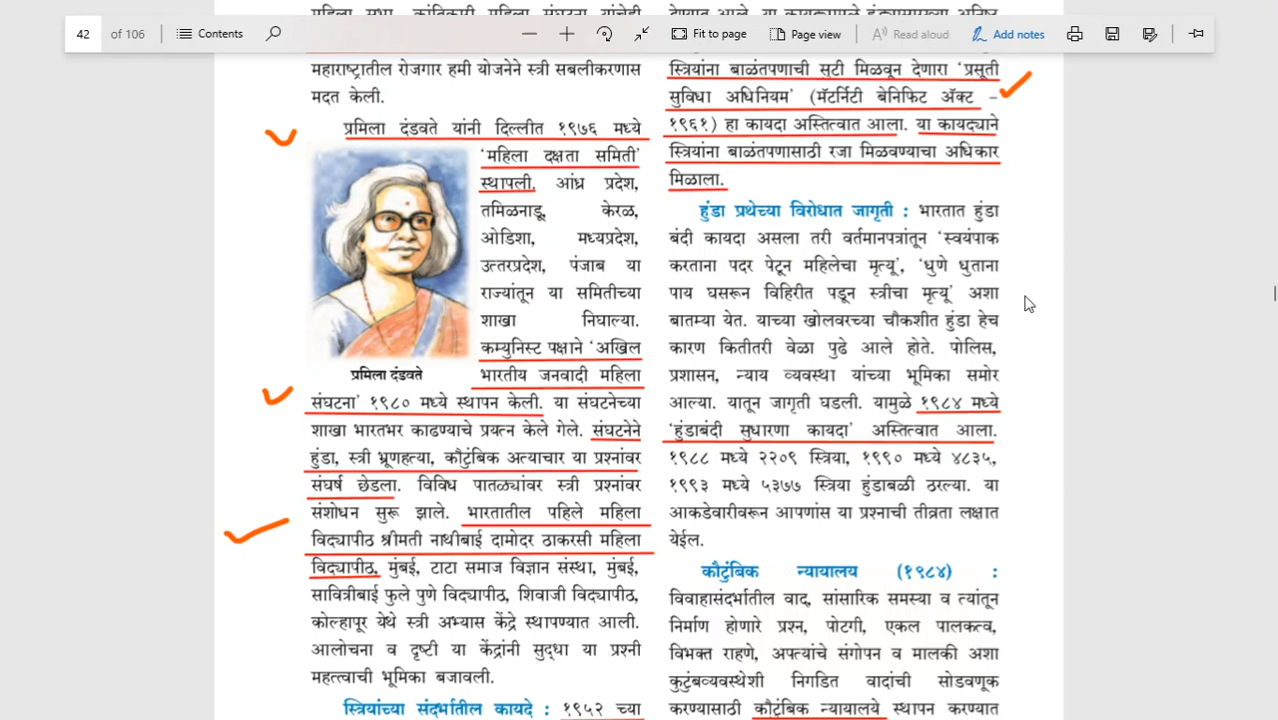 42 of 106 Contents Fit to page Page view Read aloud Add notes
महाराष्ट्रातील रोजगार हमी योजनेने स्त्री सबलीकरणास
मदत केली.
प्रमिला दंडवते यांनी दिल्लीत १९७६ मध्ये
‘महिला दक्षता समिती’
स्थापली. आंध्र प्रदेश,
तमिळनाडू, केरळ,
ओडिशा, मध्यप्रदेश,
उत्तरप्रदेश, पंजाब या
राज्यांतून या समितीच्या
शाखा निघाल्या.
कम्युनिस्ट पक्षाने ‘अखिल
प्रमिला दंडवते
भारतीय जनवादी महिला
संघटना’ १९८० मध्ये स्थापन केली. या संघटनेच्या
शाखा भारतभर काढण्याचे प्रयत्न केले गेले. संघटनेने
हुंडा, स्त्री भ्रूणहत्या, कौटुंबिक अत्याचार या प्रश्नांवर
संघर्ष छेडला. विविध पातळ्यांवर स्त्री प्रश्नांवर
संशोधन सुरू झाले. भारतातील पहिले महिला
विद्यापीठ श्रीमती नाथीबाई दामोदर ठाकरसी महिला
विद्यापीठ, मुंबई, टाटा समाज विज्ञान संस्था, मुंबई,
सावित्रीबाई फुले पुणे विद्यापीठ, शिवाजी विद्यापीठ,
कोल्हापूर येथे स्त्री अभ्यास केंद्रे स्थापण्यात आली.
आलोचना व दृष्टी या केंद्रांनी सुद्धा या प्रश्नी
महत्त्वाची भूमिका बजावली.
स्त्रियांच्या संदर्भातील कायदे : १९५२ च्या
स्त्रियांना बाळंतपणाची सुटी मिळवून देणारा ‘प्रसूती
सुविधा अधिनियम’ (मॅटर्निटी बेनिफिट ॲक्ट –
१९६१) हा कायदा अस्तित्वात आला. या कायद्याने
स्त्रियांना बाळंतपणासाठी रजा मिळवण्याचा अधिकार
मिळाला.
हुंडा प्रथेच्या विरोधात जागृती : भारतात हुंडा
बंदी कायदा असला तरी वर्तमानपत्रांतून ‘स्वयंपाक
करताना पदर पेटून महिलेचा मृत्यू’, ‘धुणे धुताना
पाय घसरून विहिरीत पडून स्त्रीचा मृत्यू’ अशा
बातम्या येत. याच्या खोलवरच्या चौकशीत हुंडा हेच
कारण कितीतरी वेळा पुढे आले होते. पोलिस,
प्रशासन, न्याय व्यवस्था यांच्या भूमिका समोर
आल्या. यातून जागृती घडली. यामुळे १९८४ मध्ये
‘हुंडाबंदी सुधारणा कायदा’ अस्तित्वात आला.
१९८८ मध्ये २२०९ स्त्रिया, १९९० मध्ये ४८३५,
१९९३ मध्ये ५३७७ स्त्रिया हुंडाबळी ठरल्या. या
आकडेवारीवरून आपणांस या प्रश्नाची तीव्रता लक्षात
येईल.
कौटुंबिक न्यायालय (१९८४) :
विवाहासंदर्भातील वाद, सांसारिक समस्या व त्यांतून
निर्माण होणारे प्रश्न, पोटगी, एकल पालकत्व,
विभक्त राहणे, अपत्यांचे संगोपन व मालकी अशा
कुटुंबव्यवस्थेशी निगडित वादांची सोडवणूक
करण्यासाठी कौटुंबिक न्यायालये स्थापन करण्यात